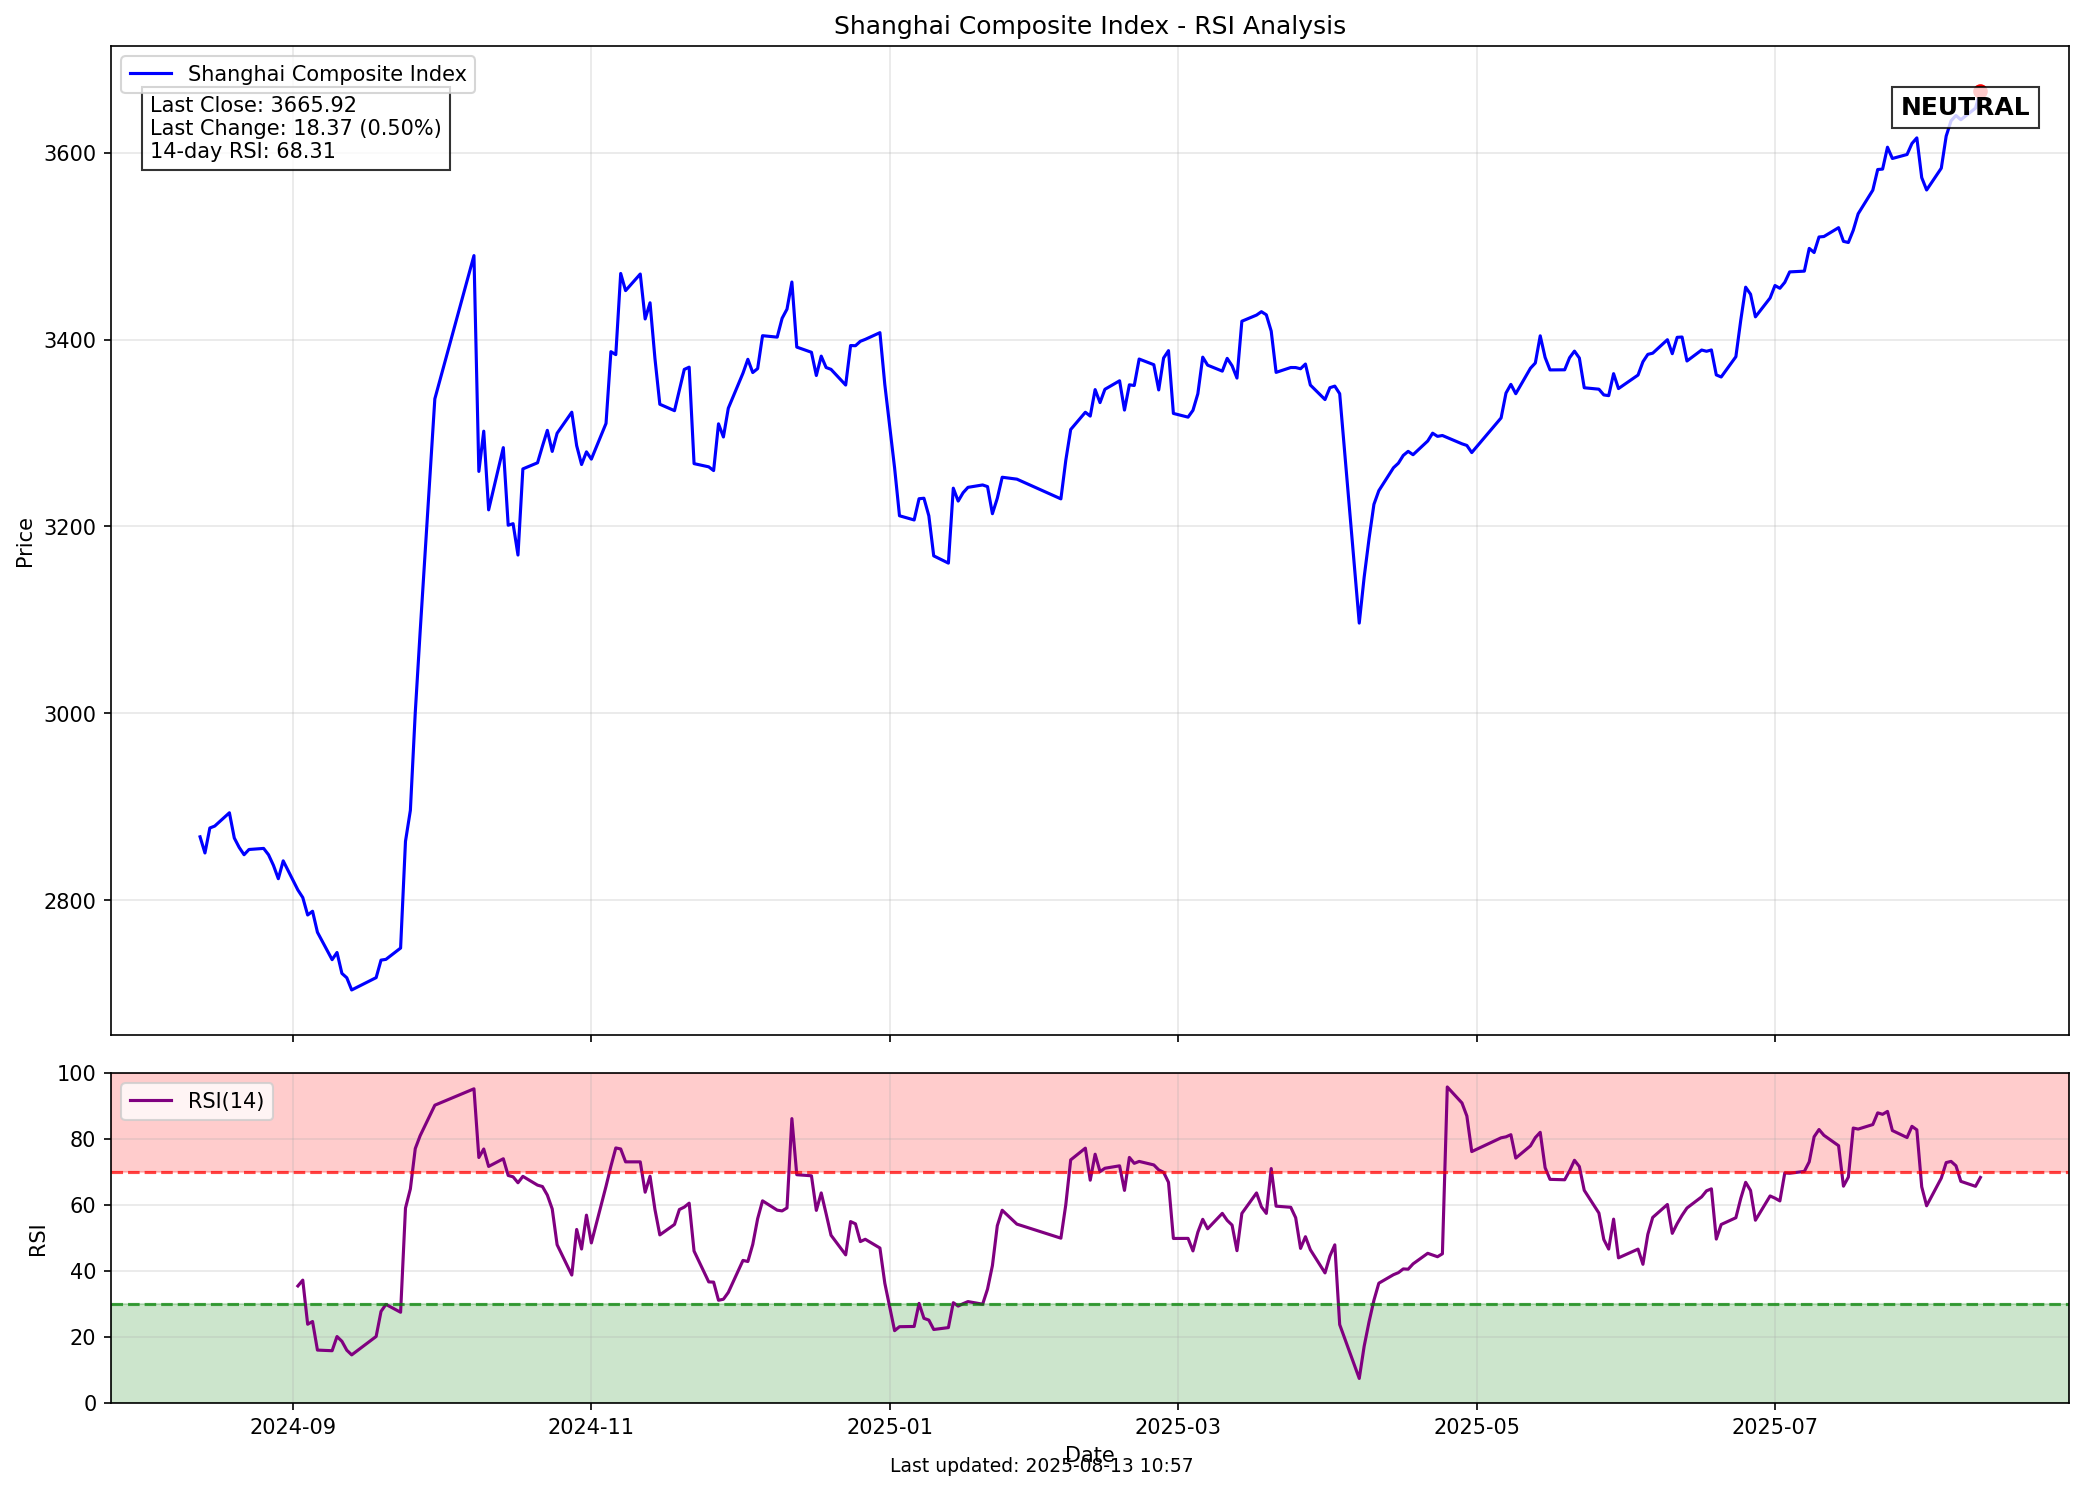 Shanghai Composite Index - RSI Analysis
Shanghai Composite Index
Last Close: 3665.92
Last Change: 18.37 (0.50%)
14-day RSI: 68.31
NEUTRAL
Price
3600
3400
3200
3000
2800
RSI(14)
RSI
100
80
60
40
20
0
2024-09
2024-11
2025-01
2025-03
2025-05
2025-07
Date
Last updated: 2025-08-13 10:57